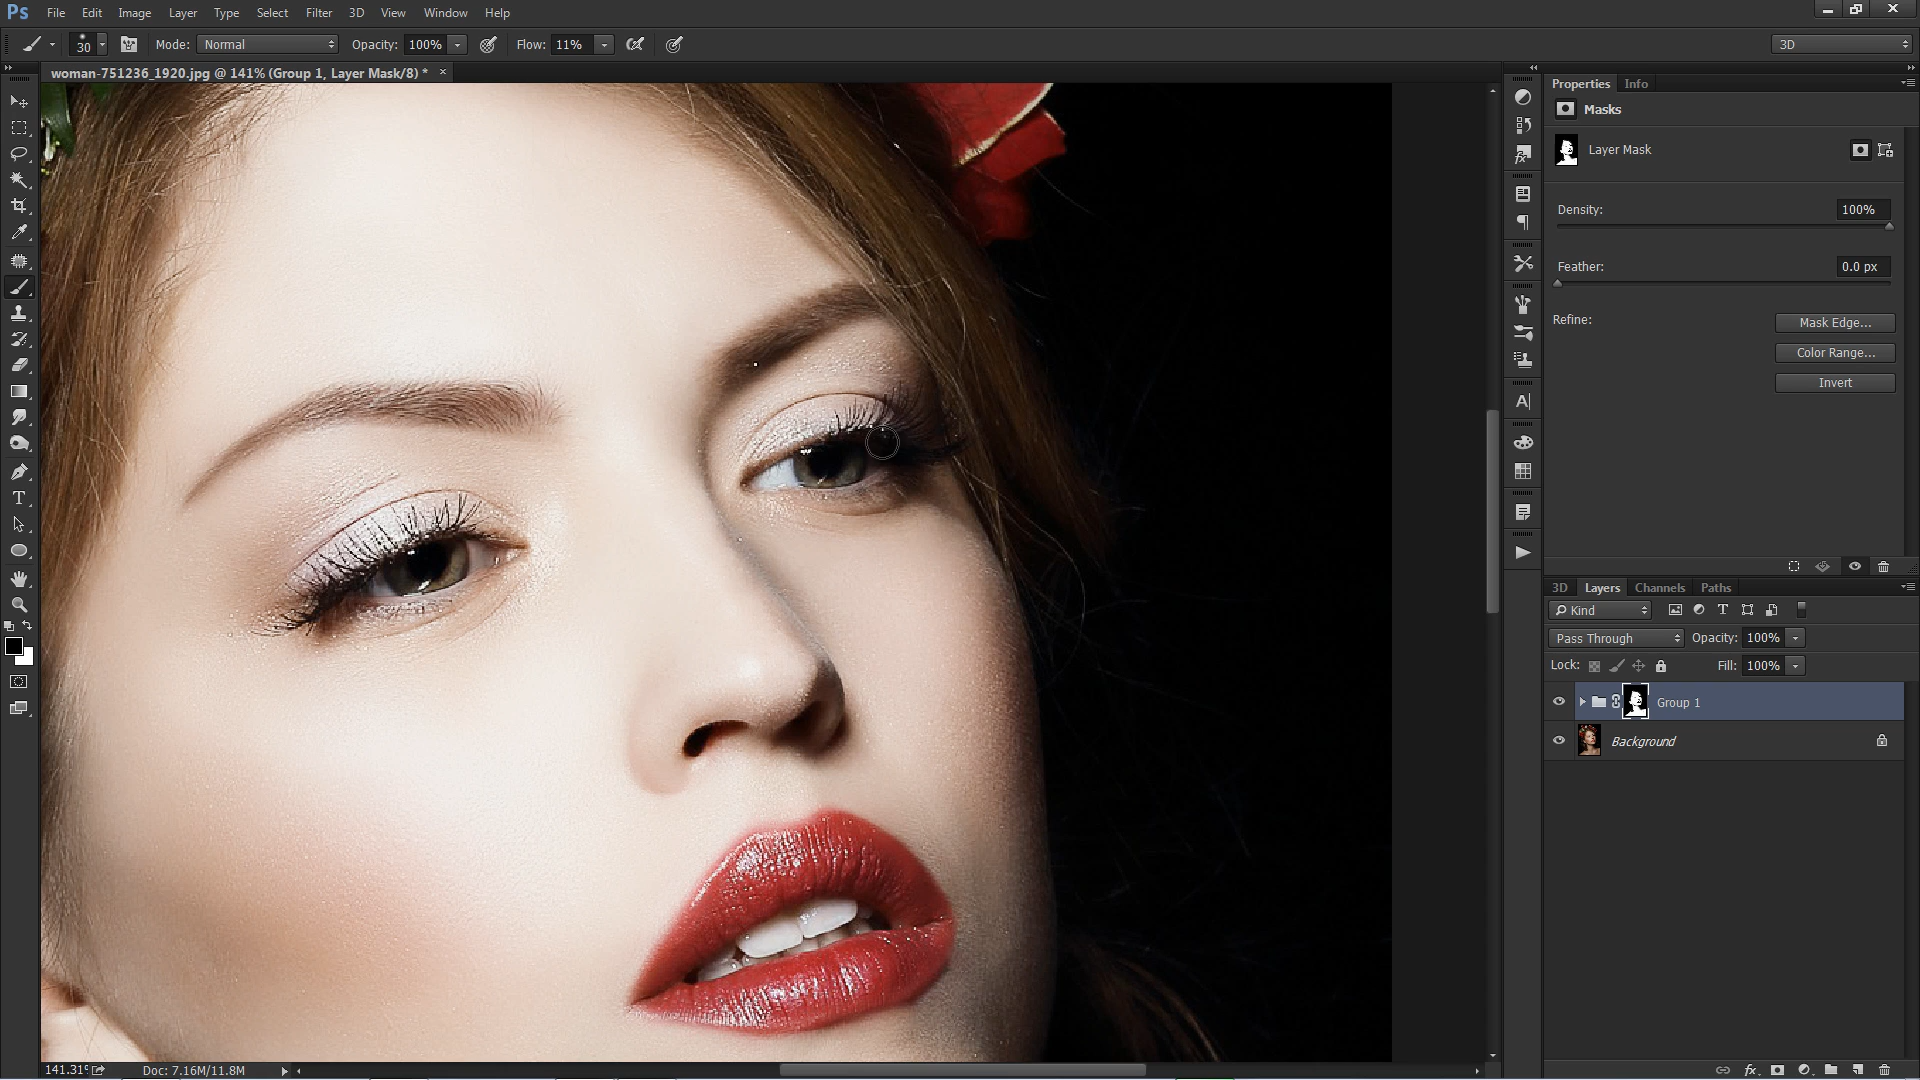 Ps File Edit Image Layer Type Select Filter 3D View Window Help
30 Mode: Normal Opacity: 100% Flow: 11% 3D
woman-751236_1920.jpg @ 141% (Group 1, Layer Mask/8) * ×
Properties Info
Masks
Layer Mask
Density: 100%
Feather: 0.0 px
Refine: Mask Edge...
Color Range...
Invert
3D Layers Channels Paths
Kind
Pass Through Opacity: 100%
Lock: Fill: 100%
Group 1
Background
141.31% Doc: 7.16M/11.8M